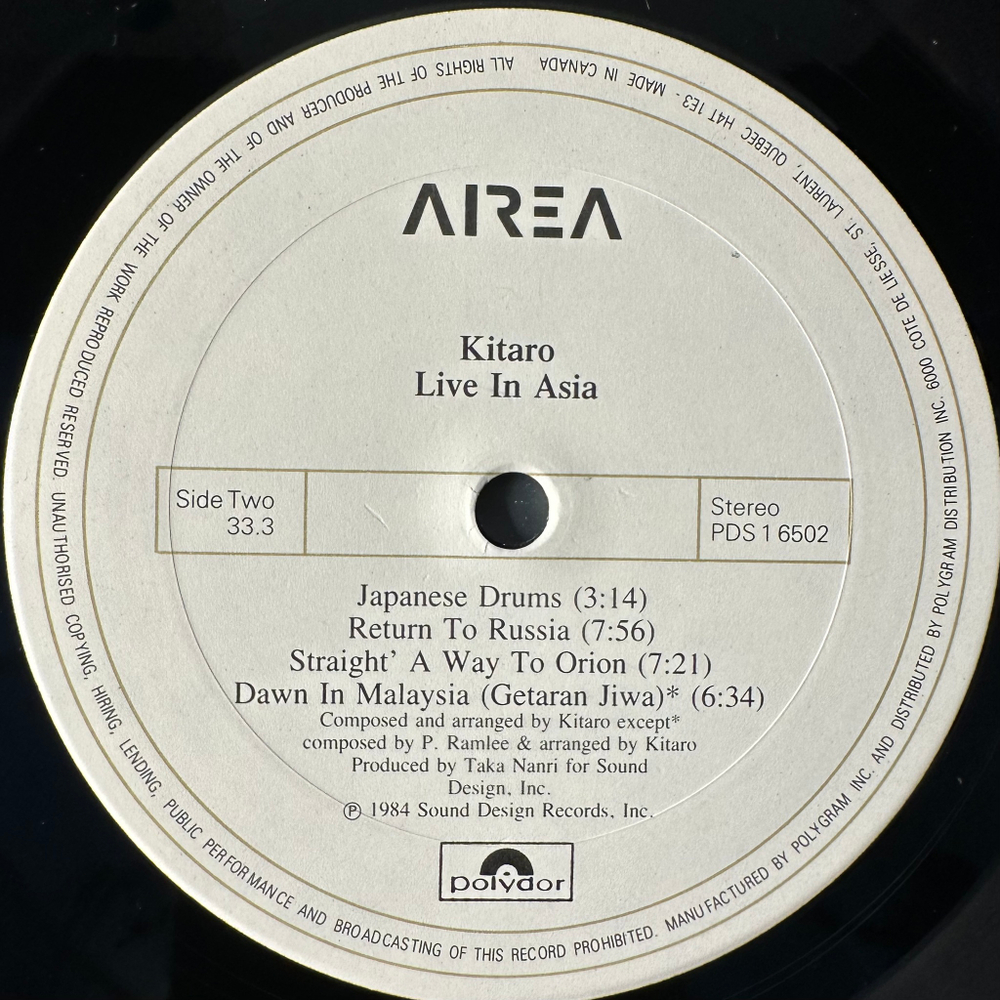 AIREA
Kitaro
Live In Asia
Side Two
33.3
Stereo
PDS 1 6502
Japanese Drums (3:14)
Return To Russia (7:56)
Straight' A Way To Orion (7:21)
Dawn In Malaysia (Getaran Jiwa)* (6:34)
Composed and arranged by Kitaro except*
composed by P. Ramlee & arranged by Kitaro
Produced by Taka Nanri for Sound
Design, Inc.
℗ 1984 Sound Design Records, Inc.
polydor
ALL RIGHTS OF THE PRODUCER AND OF THE OWNER OF THE WORK REPRODUCED RESERVED. UNAUTHORISED COPYING, HIRING, LENDING, PUBLIC PERFORMANCE AND BROADCASTING OF THIS RECORD PROHIBITED. MANUFACTURED BY POLYGRAM INC. AND DISTRIBUTED BY POLYGRAM DISTRIBUTION INC. 6000 COTE DE LIESSE, ST. LAURENT, QUEBEC H4T 1E3 - MADE IN CANADA